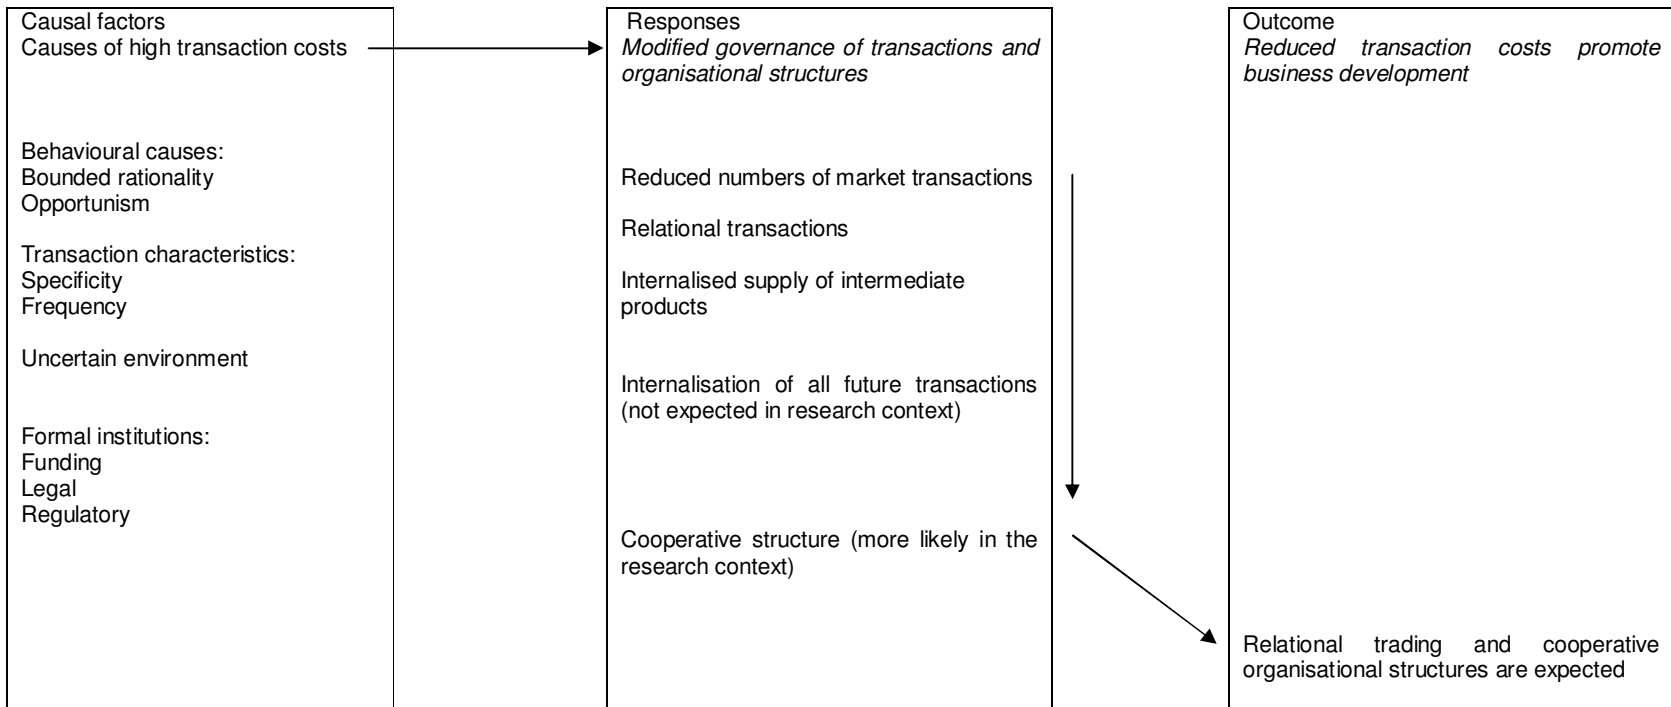 Causal factors
Causes of high transaction costs
Behavioural causes:
Bounded rationality
Opportunism
Transaction characteristics:
Specificity
Frequency
Uncertain environment
Formal institutions:
Funding
Legal
Regulatory
Responses
Modified governance of transactions and
organisational structures
Reduced numbers of market transactions
Relational transactions
Internalised supply of intermediate
products
Internalisation of all future transactions
(not expected in research context)
Cooperative structure (more likely in the
research context)
Outcome
Reduced transaction costs promote
business development
Relational trading and cooperative
organisational structures are expected